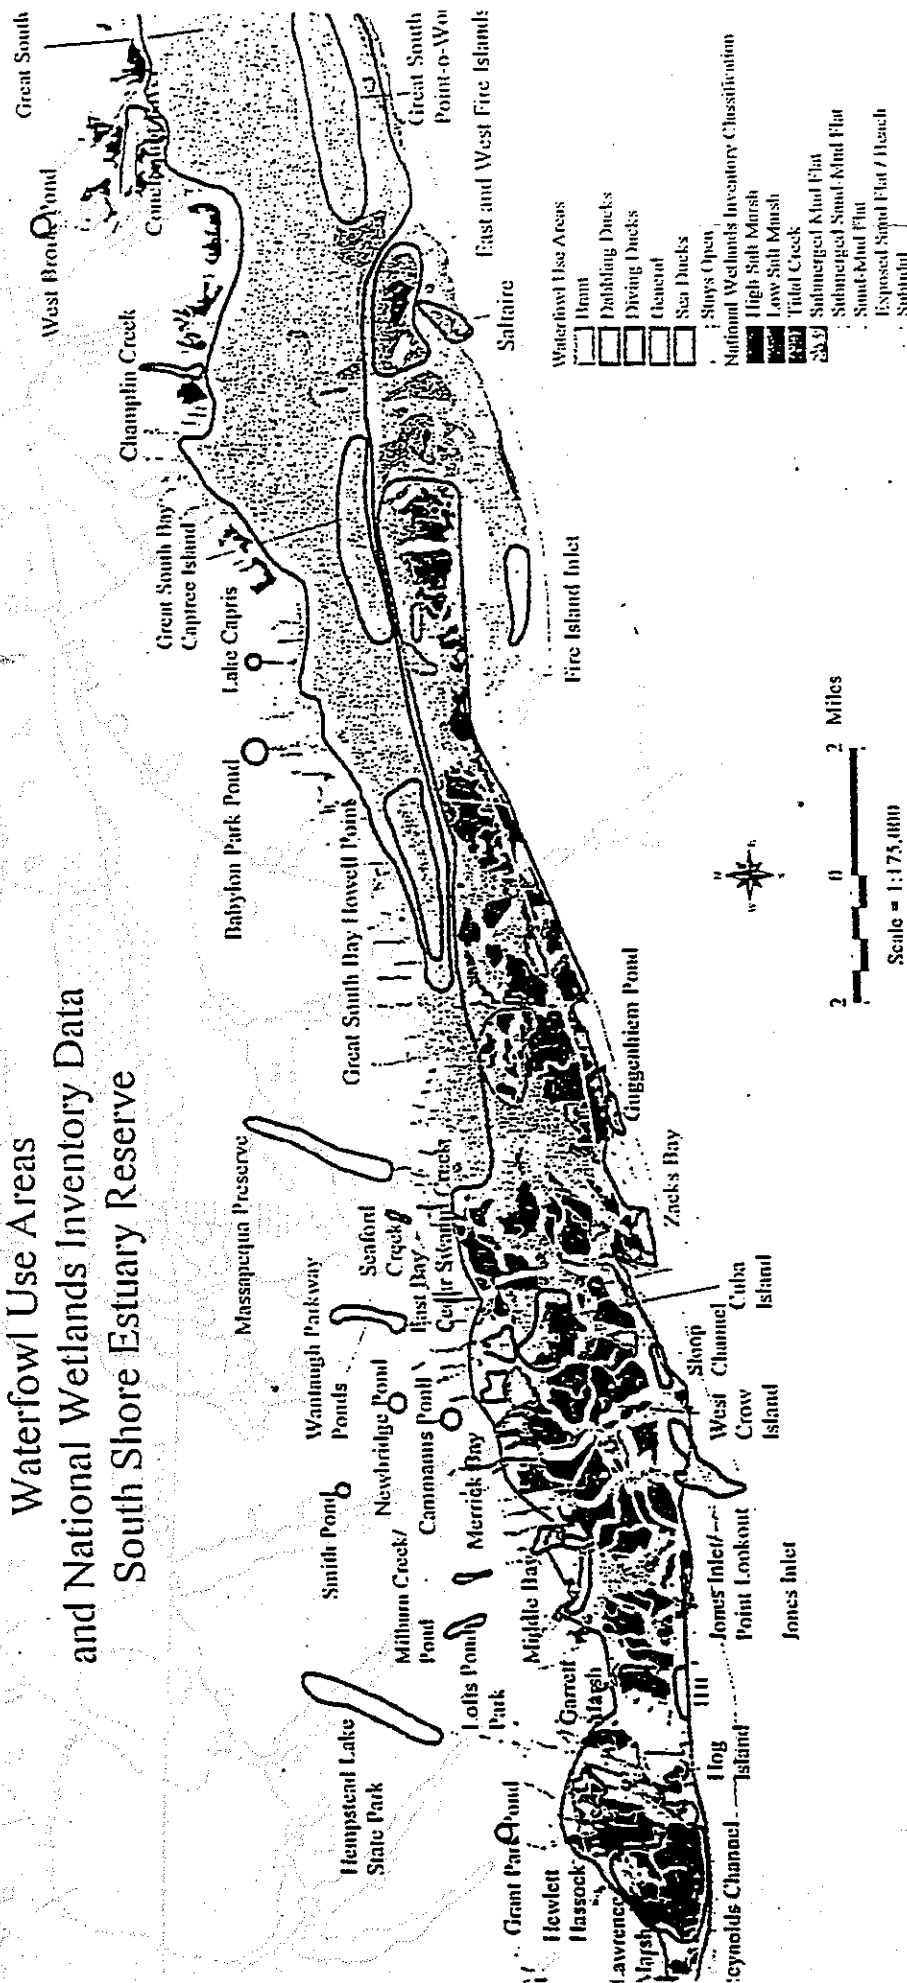 Waterfowl Use Areas
and National Wetlands Inventory Data
South Shore Estuary Reserve
Great South
West Brook Pond
Champlin Creek
Great South Bay
Captree Island
Lake Capris
Babylon Park Pond
Great South Bay Howell Point
Massapequa Preserve
Seaford
Creek
East Bay -
Cedar Swamp Creek
Wantaugh Parkway
Ponds
Newbridge Pond
Cammanns Pond
Merrick Bay
Smith Pond
Milburn Creek/
Pond
Lofts Pond
Park
Middle Bay
Garrett
Marsh
Hempstead Lake
State Park
Grant Park Pond
Hewlett
Hassock
Lawrence
Marsh
eynolds Channel
Hog
Island
Jones Inlet/
Point Lookout
Jones Inlet
West
Crow
Island
Sloop
Channel
Cuba
Island
Zacks Bay
Guggenhiem Pond
Fire Island Inlet
Saltaire
East and West Fire Islands
Great South
Point-o-Wo
Waterfowl Use Areas
Brant
Dabbling Ducks
Diving Ducks
General
Sea Ducks
Stays Open
National Wetlands Inventory Classification
High Salt Marsh
Low Salt Marsh
Tidal Creek
Submerged Mud Flat
Submerged Sand-Mud Flat
Sand-Mud Flat
Exposed Sand Flat / Beach
Subtidal
N
W
E
S
2 0 2 Miles
Scale = 1:175,000